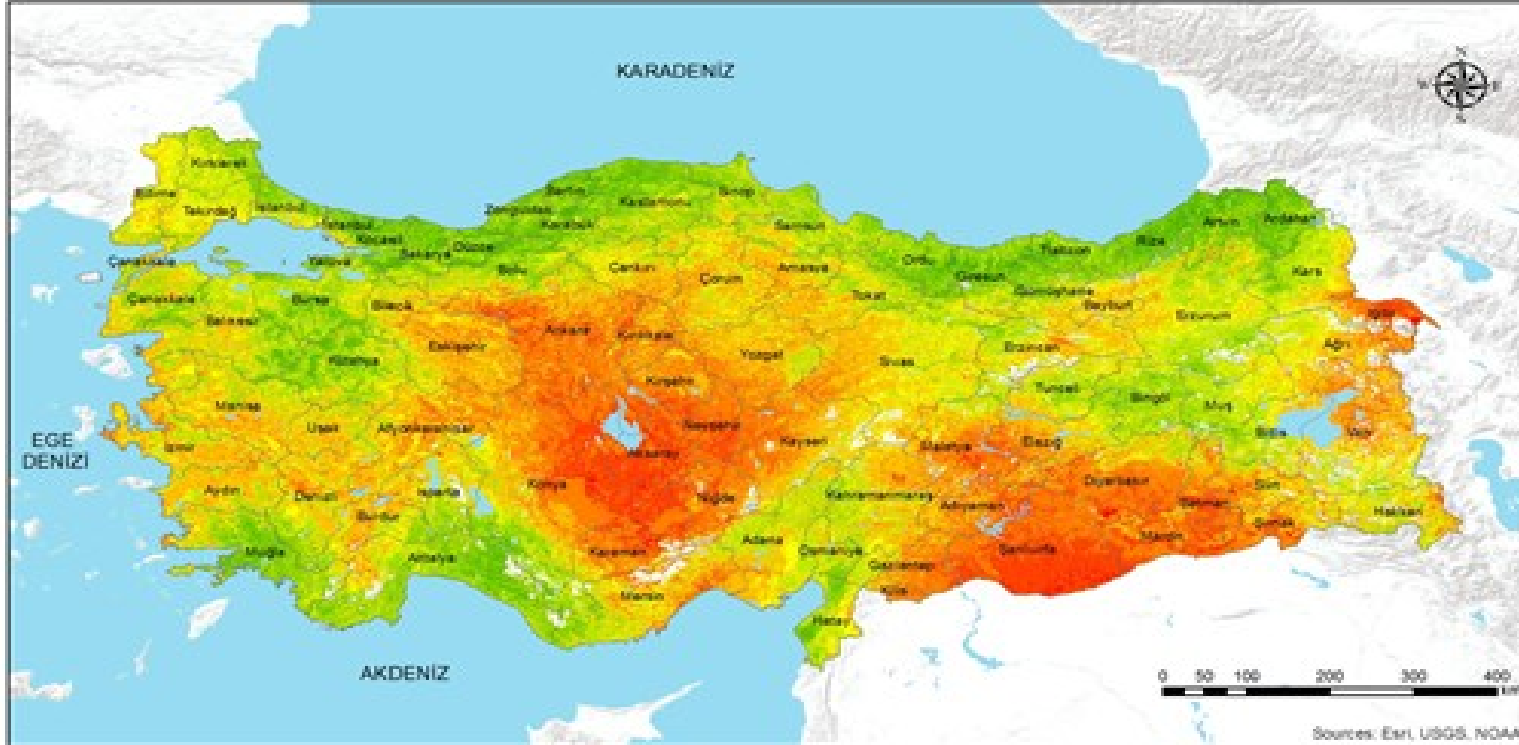 KARADENİZ
N
W
E
S
Kırklareli
Edirne
Tekirdağ
İstanbul
İstanbul
Kocaeli
Sakarya
Düzce
Zonguldak
Bartın
Karabük
Kastamonu
Sinop
Samsun
Ordu
Giresun
Trabzon
Rize
Artvin
Ardahan
Çanakkale
Yalova
Bolu
Çankırı
Çorum
Amasya
Tokat
Gümüşhane
Bayburt
Kars
Çanakkale
Bursa
Bilecik
Balıkesir
Kütahya
Eskişehir
Ankara
Kırıkkale
Yozgat
Sivas
Erzincan
Erzurum
Iğdır
Ağrı
Kırşehir
Tunceli
Bingöl
Muş
Manisa
Uşak
Afyonkarahisar
Nevşehir
Kayseri
Malatya
Elazığ
Bitlis
Van
EGE
DENİZİ
İzmir
Aksaray
Aydın
Denizli
Isparta
Konya
Niğde
Kahramanmaraş
Adıyaman
Diyarbakır
Batman
Siirt
Burdur
Şırnak
Hakkari
Muğla
Antalya
Karaman
Adana
Osmaniye
Gaziantep
Şanlıurfa
Mardin
Mersin
Kilis
Hatay
AKDENİZ
0 50 100 200 300 400
km
Sources: Esri, USGS, NOAA